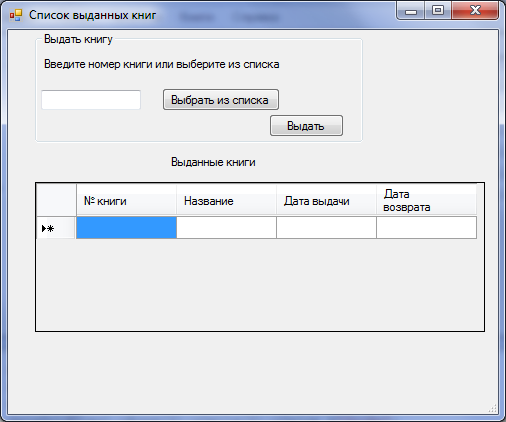 Список выданных книг
Выдать книгу
Введите номер книги или выберите из списка
Выбрать из списка
Выдать
Выданные книги
№ книги Название Дата выдачи Дата
возврата